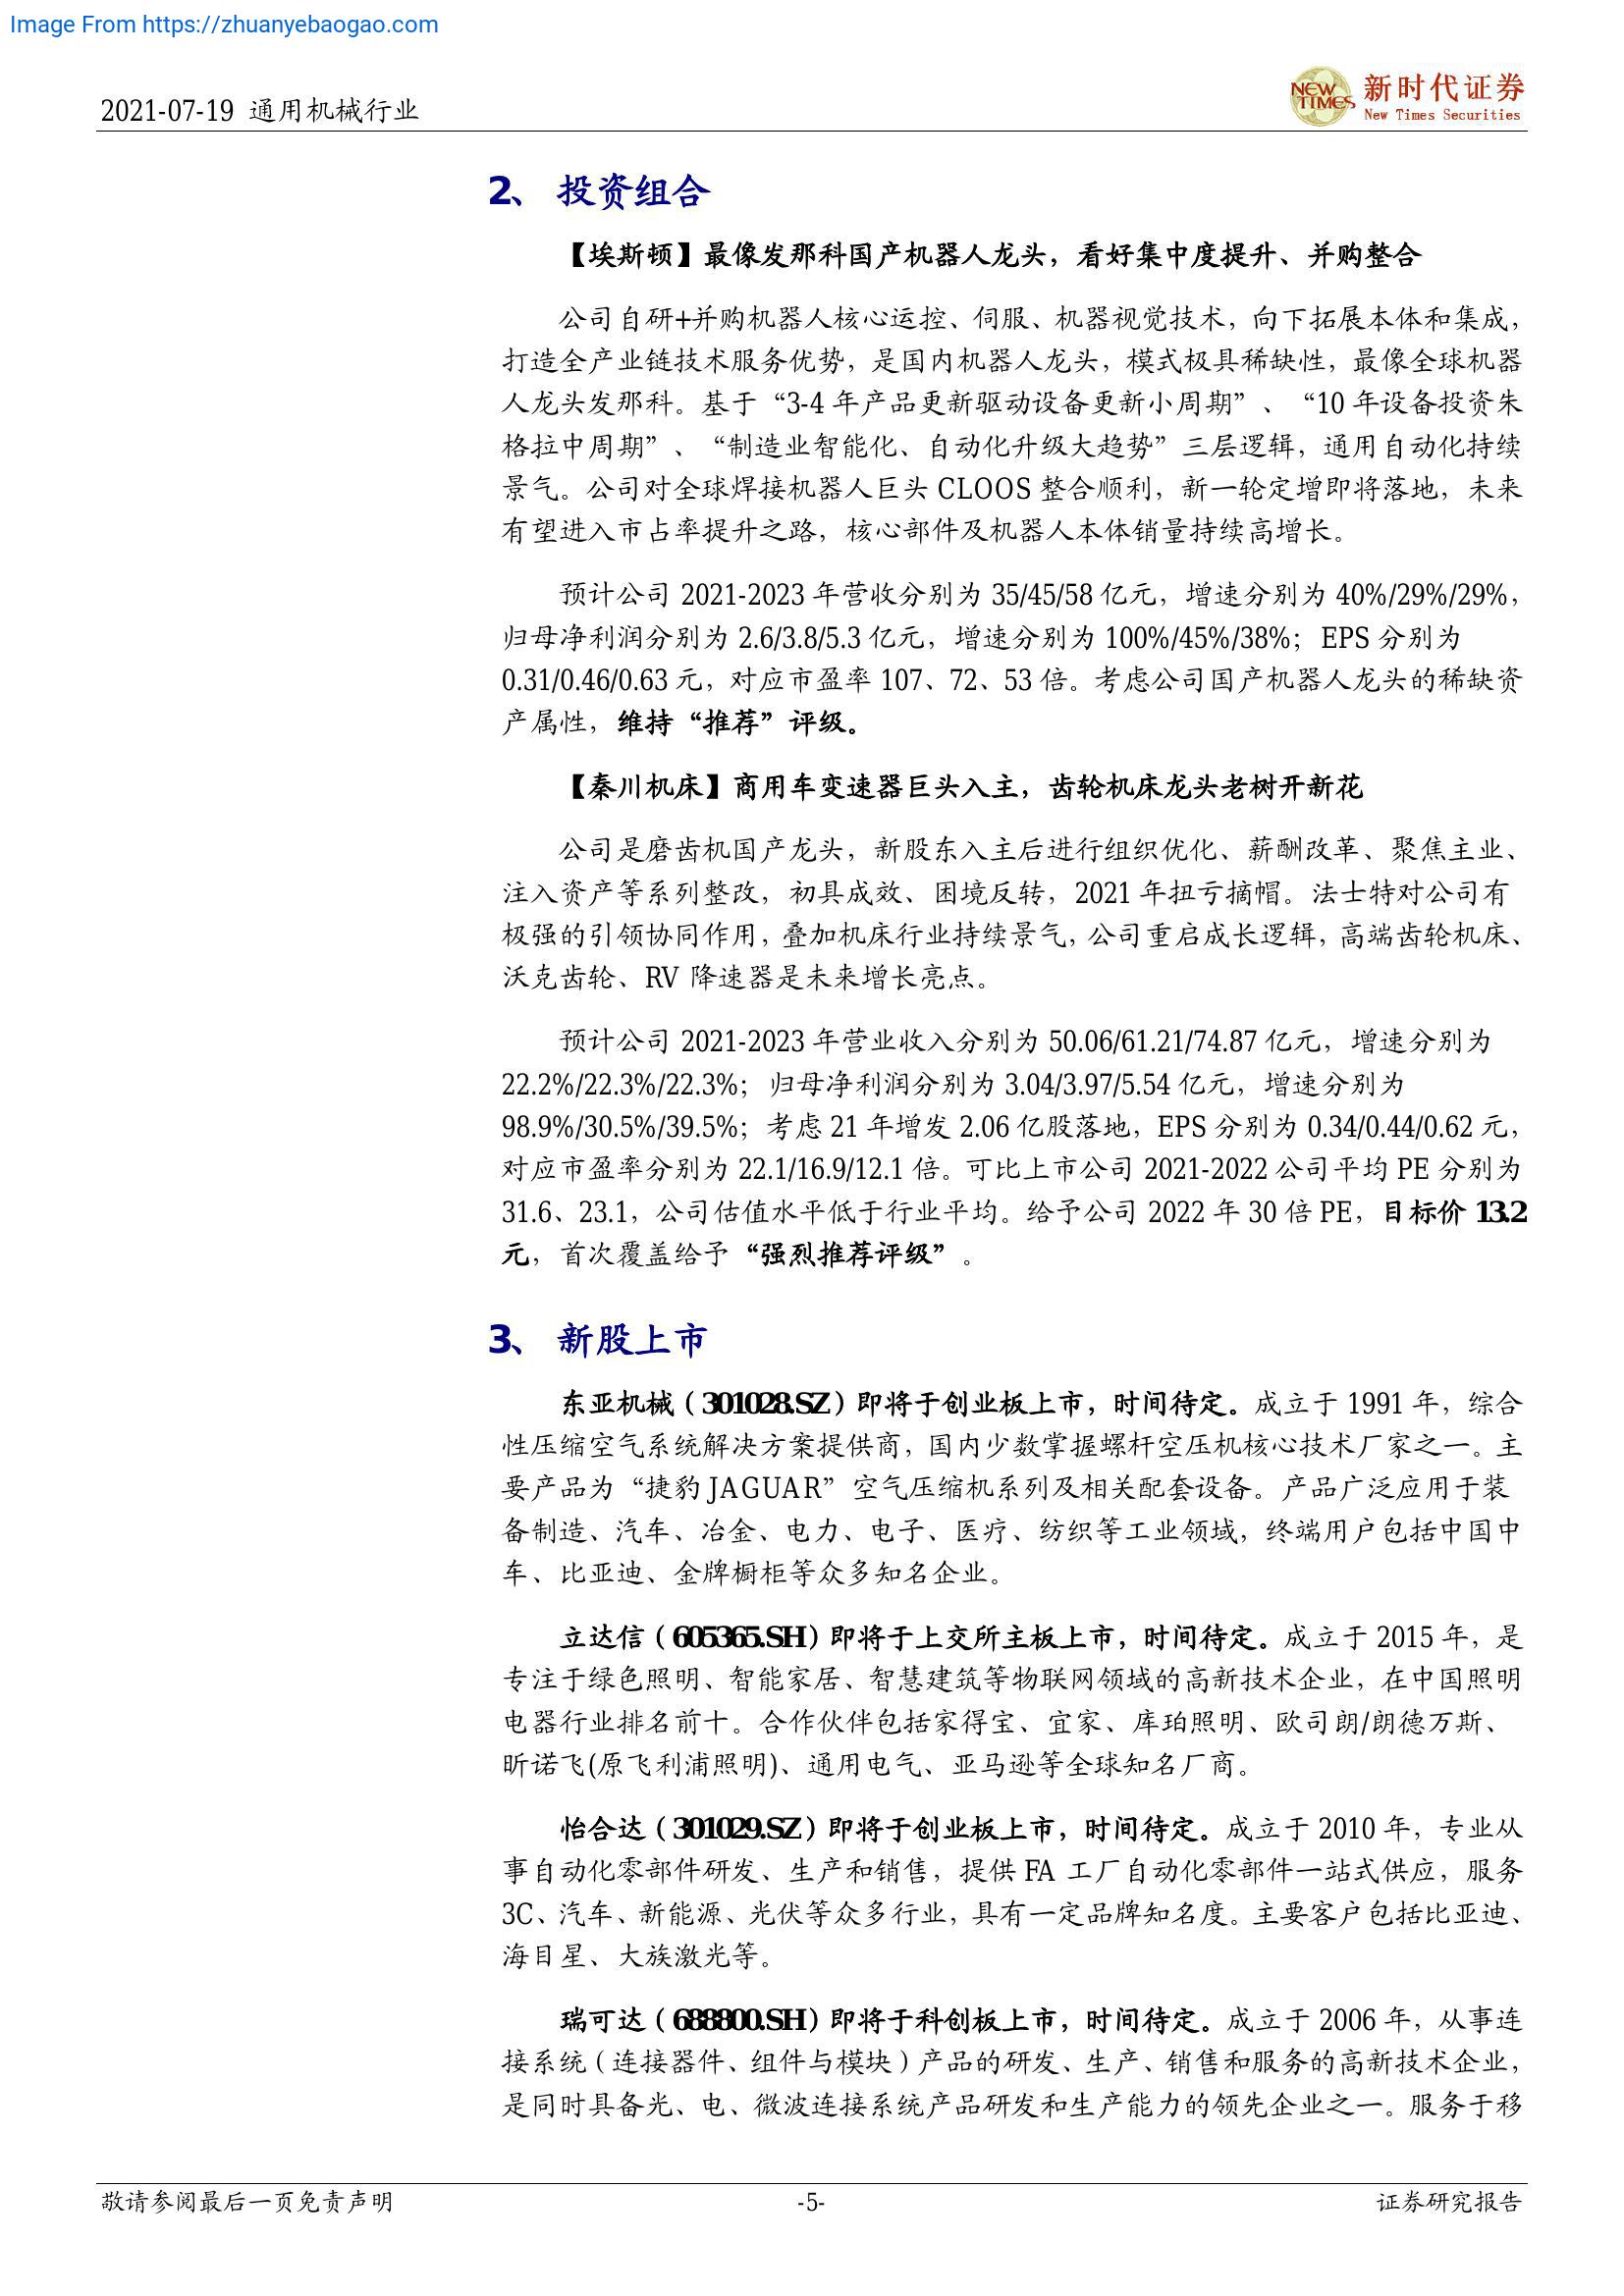 Image From https://zhuanyebaogao.com
2021-07-19 通用机械行业
NEW TIMES 新时代证券
New Times Securities
2、 投资组合
【埃斯顿】最像发那科国产机器人龙头，看好集中度提升、并购整合
公司自研+并购机器人核心运控、伺服、机器视觉技术，向下拓展本体和集成，
打造全产业链技术服务优势，是国内机器人龙头，模式极具稀缺性，最像全球机器
人龙头发那科。基于“3-4 年产品更新驱动设备更新小周期”、“10 年设备投资朱
格拉中周期”、“制造业智能化、自动化升级大趋势”三层逻辑，通用自动化持续
景气。公司对全球焊接机器人巨头 CLOOS 整合顺利，新一轮定增即将落地，未来
有望进入市占率提升之路，核心部件及机器人本体销量持续高增长。
预计公司 2021-2023 年营收分别为 35/45/58 亿元，增速分别为 40%/29%/29%，
归母净利润分别为 2.6/3.8/5.3 亿元，增速分别为 100%/45%/38%；EPS 分别为
0.31/0.46/0.63 元，对应市盈率 107、72、53 倍。考虑公司国产机器人龙头的稀缺资
产属性，维持“推荐”评级。
【秦川机床】商用车变速器巨头入主，齿轮机床龙头老树开新花
公司是磨齿机国产龙头，新股东入主后进行组织优化、薪酬改革、聚焦主业、
注入资产等系列整改，初具成效、困境反转，2021 年扭亏摘帽。法士特对公司有
极强的引领协同作用，叠加机床行业持续景气，公司重启成长逻辑，高端齿轮机床、
沃克齿轮、RV 降速器是未来增长亮点。
预计公司 2021-2023 年营业收入分别为 50.06/61.21/74.87 亿元，增速分别为
22.2%/22.3%/22.3%；归母净利润分别为 3.04/3.97/5.54 亿元，增速分别为
98.9%/30.5%/39.5%；考虑 21 年增发 2.06 亿股落地，EPS 分别为 0.34/0.44/0.62 元，
对应市盈率分别为 22.1/16.9/12.1 倍。可比上市公司 2021-2022 公司平均 PE 分别为
31.6、23.1，公司估值水平低于行业平均。给予公司 2022 年 30 倍 PE，目标价 13.2
元，首次覆盖给予“强烈推荐评级”。
3、 新股上市
东亚机械（301028.SZ）即将于创业板上市，时间待定。成立于 1991 年，综合
性压缩空气系统解决方案提供商，国内少数掌握螺杆空压机核心技术厂家之一。主
要产品为“捷豹 JAGUAR”空气压缩机系列及相关配套设备。产品广泛应用于装
备制造、汽车、冶金、电力、电子、医疗、纺织等工业领域，终端用户包括中国中
车、比亚迪、金牌橱柜等众多知名企业。
立达信（605365.SH）即将于上交所主板上市，时间待定。成立于 2015 年，是
专注于绿色照明、智能家居、智慧建筑等物联网领域的高新技术企业，在中国照明
电器行业排名前十。合作伙伴包括家得宝、宜家、库珀照明、欧司朗/朗德万斯、
昕诺飞(原飞利浦照明)、通用电气、亚马逊等全球知名厂商。
怡合达（301029.SZ）即将于创业板上市，时间待定。成立于 2010 年，专业从
事自动化零部件研发、生产和销售，提供 FA 工厂自动化零部件一站式供应，服务
3C、汽车、新能源、光伏等众多行业，具有一定品牌知名度。主要客户包括比亚迪、
海目星、大族激光等。
瑞可达（688800.SH）即将于科创板上市，时间待定。成立于 2006 年，从事连
接系统（连接器件、组件与模块）产品的研发、生产、销售和服务的高新技术企业，
是同时具备光、电、微波连接系统产品研发和生产能力的领先企业之一。服务于移
敬请参阅最后一页免责声明 -5- 证券研究报告